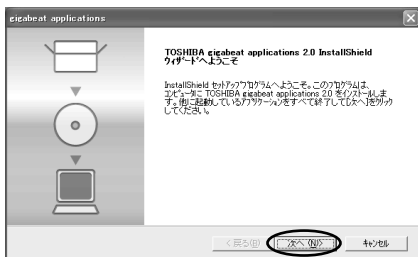 gigabeat applications
TOSHIBA gigabeat applications 2.0 InstallShield
ｳｨｻﾞｰﾄﾞへようこそ
InstallShield ｾｯﾄｱｯﾌﾟﾌﾟﾛｸﾞﾗﾑへようこそ。このﾌﾟﾛｸﾞﾗﾑは、
ｺﾝﾋﾟｭｰﾀに TOSHIBA gigabeat applications 2.0 をｲﾝｽﾄｰﾙしま
す。他に起動しているｱﾌﾟﾘｹｰｼｮﾝをすべて終了して[次へ]をｸﾘｯｸ
してください。
< 戻る(B) 次へ (N)> ｷｬﾝｾﾙ